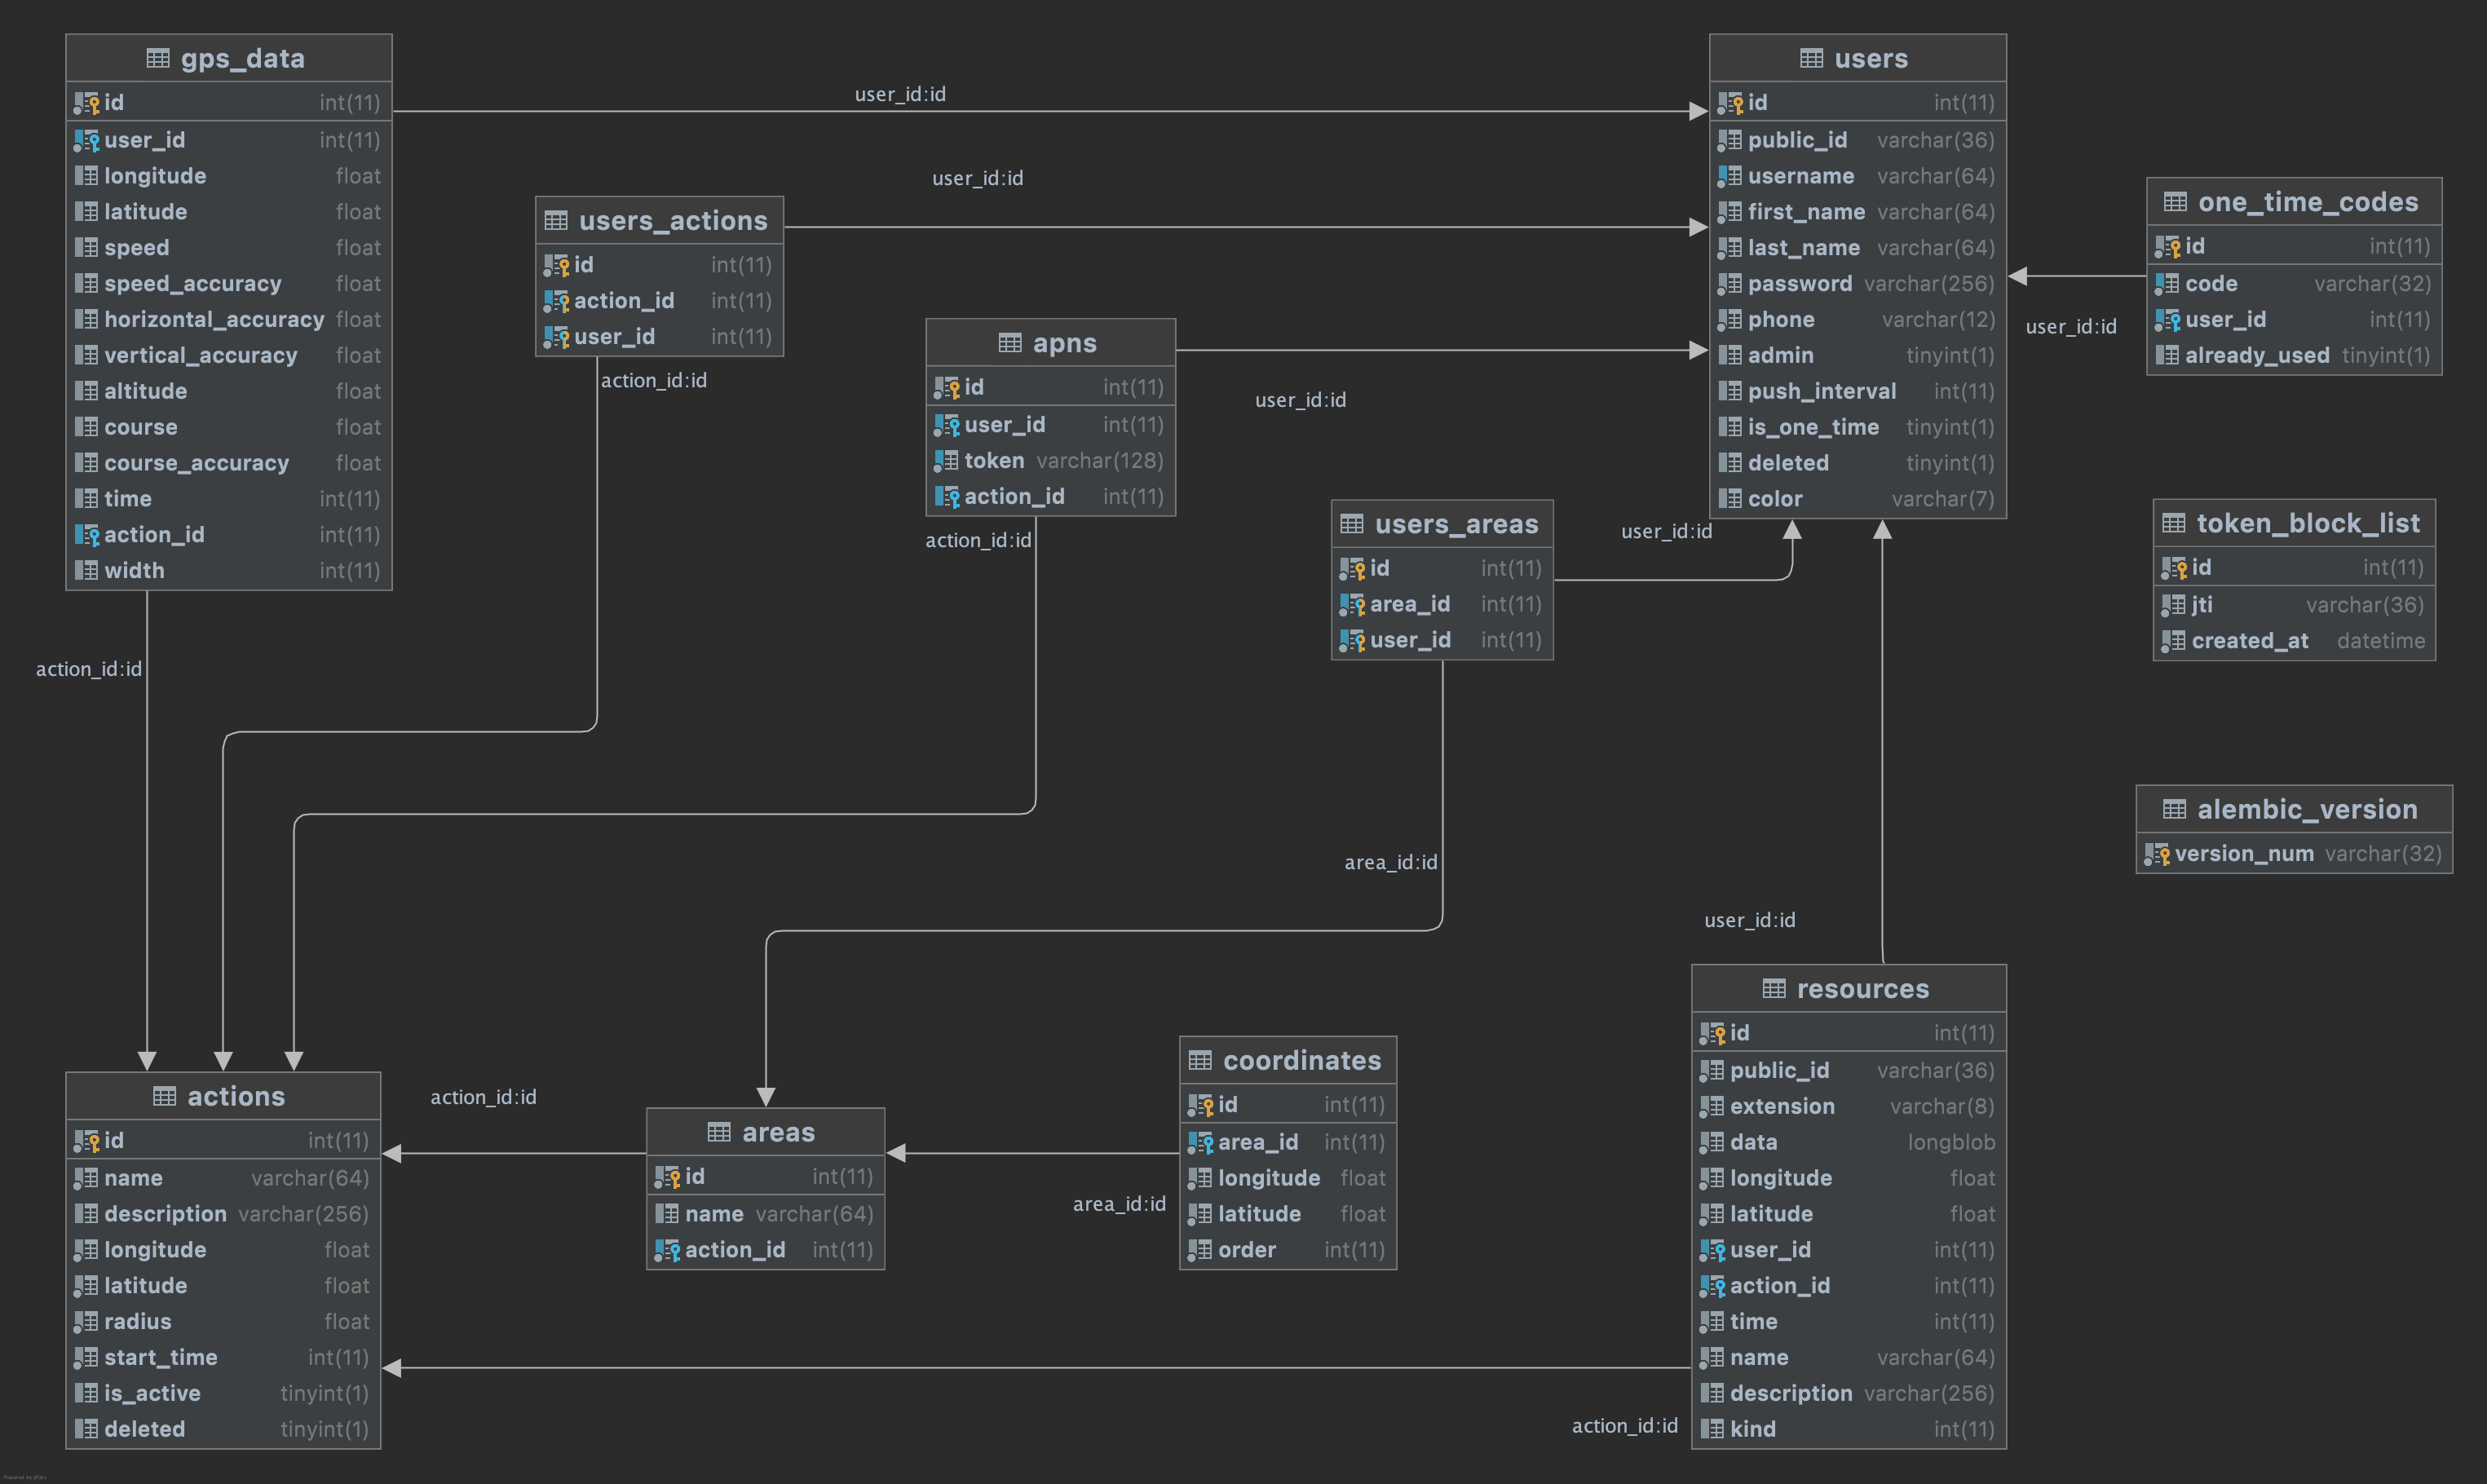 gps_data
id int(11)
user_id int(11)
longitude float
latitude float
speed float
speed_accuracy float
horizontal_accuracy float
vertical_accuracy float
altitude float
course float
course_accuracy float
time int(11)
action_id int(11)
width int(11)
user_id:id
user_id:id
users_actions
id int(11)
action_id int(11)
user_id int(11)
action_id:id
apns
id int(11)
user_id int(11)
token varchar(128)
action_id int(11)
user_id:id
action_id:id
users
id int(11)
public_id varchar(36)
username varchar(64)
first_name varchar(64)
last_name varchar(64)
password varchar(256)
phone varchar(12)
admin tinyint(1)
push_interval int(11)
is_one_time tinyint(1)
deleted tinyint(1)
color varchar(7)
one_time_codes
id int(11)
code varchar(32)
user_id int(11)
already_used tinyint(1)
user_id:id
users_areas
id int(11)
area_id int(11)
user_id int(11)
user_id:id
token_block_list
id int(11)
jti varchar(36)
created_at datetime
action_id:id
alembic_version
version_num varchar(32)
area_id:id
user_id:id
actions
id int(11)
name varchar(64)
description varchar(256)
longitude float
latitude float
radius float
start_time int(11)
is_active tinyint(1)
deleted tinyint(1)
action_id:id
areas
id int(11)
name varchar(64)
action_id int(11)
area_id:id
coordinates
id int(11)
area_id int(11)
longitude float
latitude float
order int(11)
resources
id int(11)
public_id varchar(36)
extension varchar(8)
data longblob
longitude float
latitude float
user_id int(11)
action_id int(11)
time int(11)
name varchar(64)
description varchar(256)
kind int(11)
action_id:id
Powered by yFiles